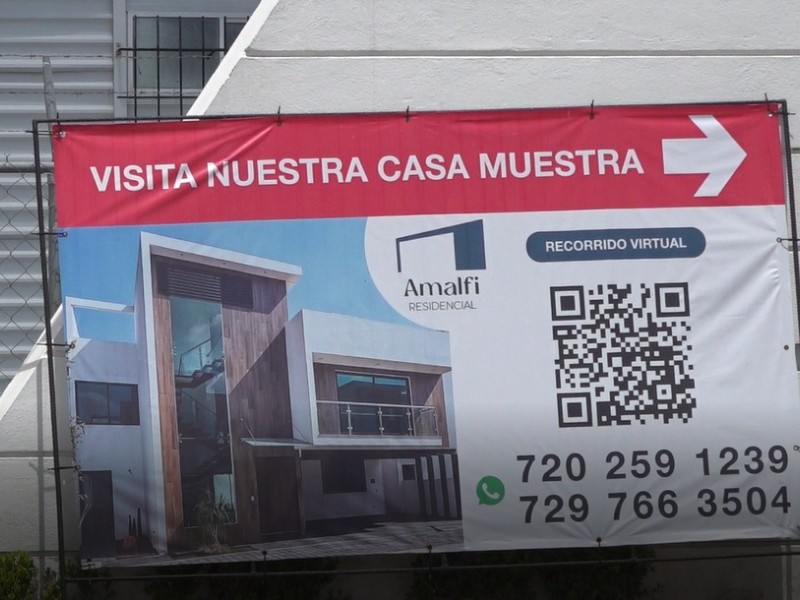 VISITA NUESTRA CASA MUESTRA
Amalfi
RESIDENCIAL
RECORRIDO VIRTUAL
720 259 1239
729 766 3504